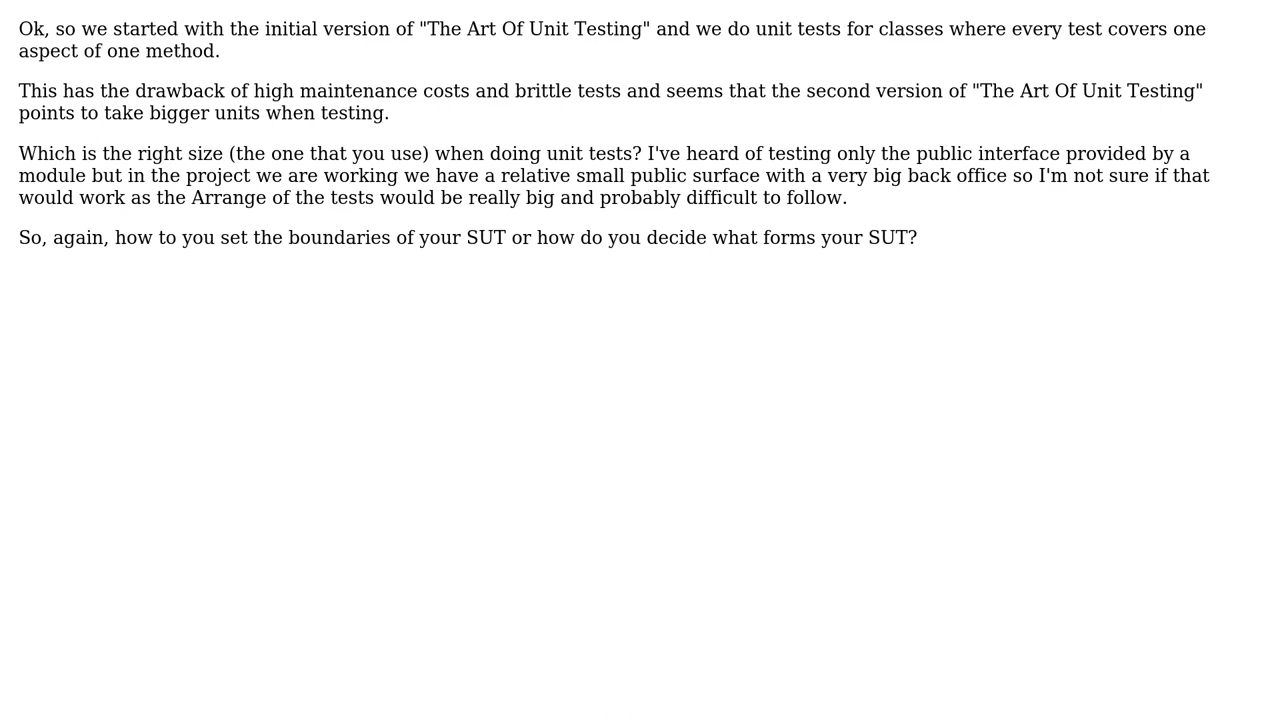 Ok, so we started with the initial version of "The Art Of Unit Testing" and we do unit tests for classes where every test covers one
aspect of one method.
This has the drawback of high maintenance costs and brittle tests and seems that the second version of "The Art Of Unit Testing"
points to take bigger units when testing.
Which is the right size (the one that you use) when doing unit tests? I've heard of testing only the public interface provided by a
module but in the project we are working we have a relative small public surface with a very big back office so I'm not sure if that
would work as the Arrange of the tests would be really big and probably difficult to follow.
So, again, how to you set the boundaries of your SUT or how do you decide what forms your SUT?